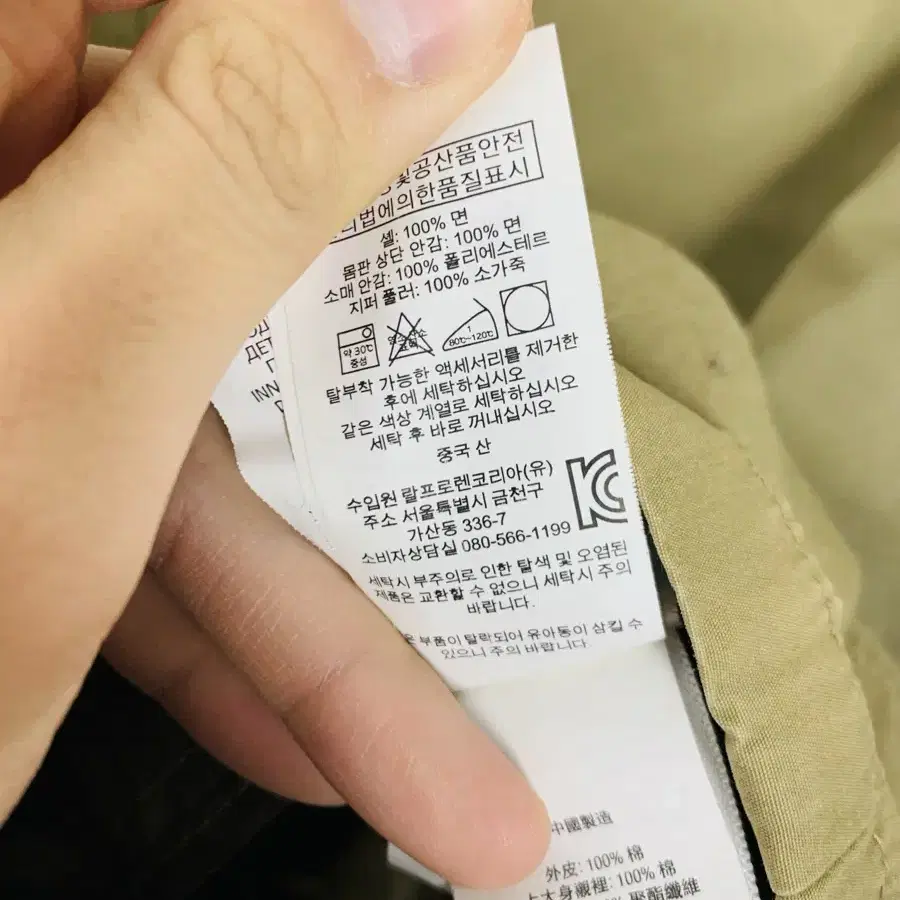 및공산품안전
리법에의한품질표시
셸: 100% 면
몸판 상단 안감: 100% 면
소매 안감: 100% 폴리에스테르
지퍼 풀러: 100% 소가죽
약 30℃
중성
1
80℃~120℃
탈부착 가능한 액세서리를 제거한
후에 세탁하십시오
같은 색상 계열로 세탁하십시오
세탁 후 바로 꺼내십시오
중국 산
수입원 랄프로렌코리아(유)
주소 서울특별시 금천구
가산동 336-7
소비자상담실 080-566-1199
세탁시 부주의로 인한 탈색 및 오염된
제품은 교환할 수 없으니 세탁시 주의
바랍니다.
은 부품이 탈락되어 유아동이 삼킬 수
있으니 주의 바랍니다
ДЕТ
INN
中國製造
外皮: 100% 棉
上大身襯裡: 100% 棉
聚酯纖維